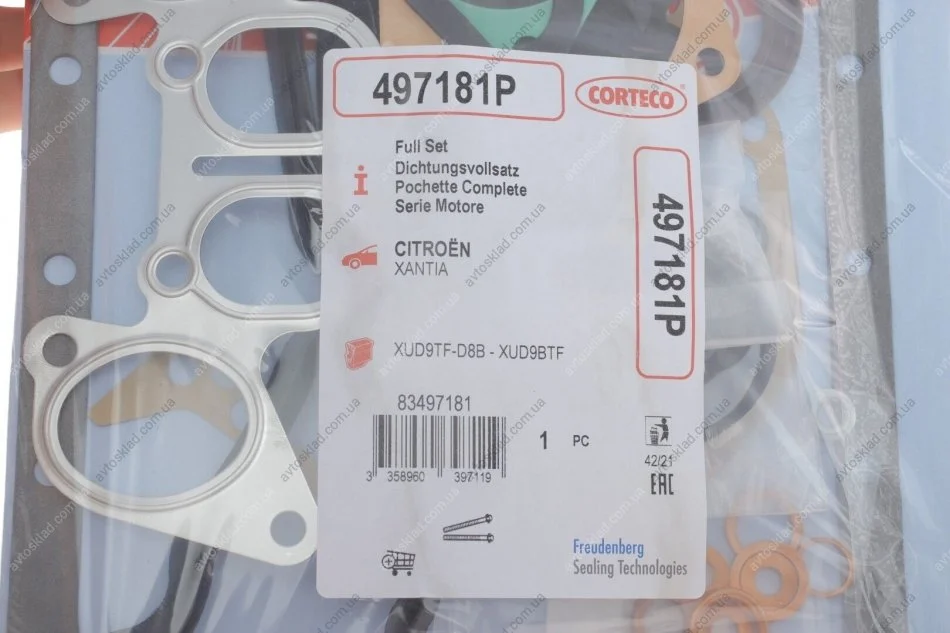 497181P
CORTECO
Full Set
Dichtungsvollsatz
Pochette Complete
Serie Motore
497181P
CITROËN
XANTIA
XUD9TF-D8B - XUD9BTF
83497181
3 358960 397119
1 PC
42/21
EAC
Freudenberg
Sealing Technologies
avtosklad.com.ua